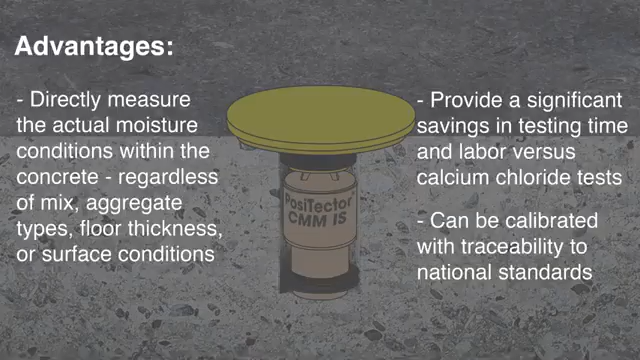 Advantages:
- Directly measure
the actual moisture
conditions within the
concrete - regardless
of mix, aggregate
types, floor thickness,
or surface conditions
PosiTector
CMM IS
- Provide a significant
savings in testing time
and labor versus
calcium chloride tests
- Can be calibrated
with traceability to
national standards